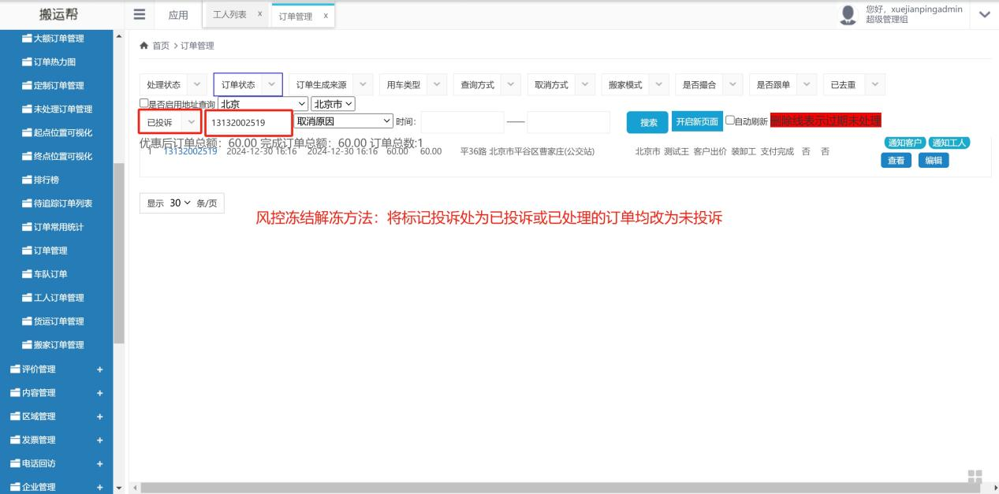 搬运帮 应用 工人列表 x 订单管理 x 您好，xuejianpingadmin
超级管理组
大额订单管理
订单热力图
定制订单管理
未处理订单管理
起点位置可视化
终点位置可视化
排行榜
待追踪订单列表
订单常用统计
订单管理
车队订单
工人订单管理
货运订单管理
搬家订单管理
评价管理 +
内容管理 +
区域管理 +
发票管理 +
电话回访 +
企业管理 +
首页 > 订单管理
处理状态 订单状态 订单生成来源 用车类型 查询方式 取消方式 搬家模式 是否撮合 是否跟单 已去重
是否启用地址查询 北京 北京市
已投诉 13132002519 取消原因 时间： —— 搜索 开启新页面 自动刷新 删除线表示过期未处理
优惠后订单总额：60.00 完成订单总额：60.00 订单总数:1
1 13132002519 2024-12-30 16:16 2024-12-30 16:16 60.00 60.00 平36路 北京市平谷区曹家庄(公交站) 北京市 测试王 客户出价 装卸工 支付完成 否 否 通知客户 通知工人
查看 编辑
显示 30 条/页
风控冻结解冻方法：将标记投诉处为已投诉或已处理的订单均改为未投诉